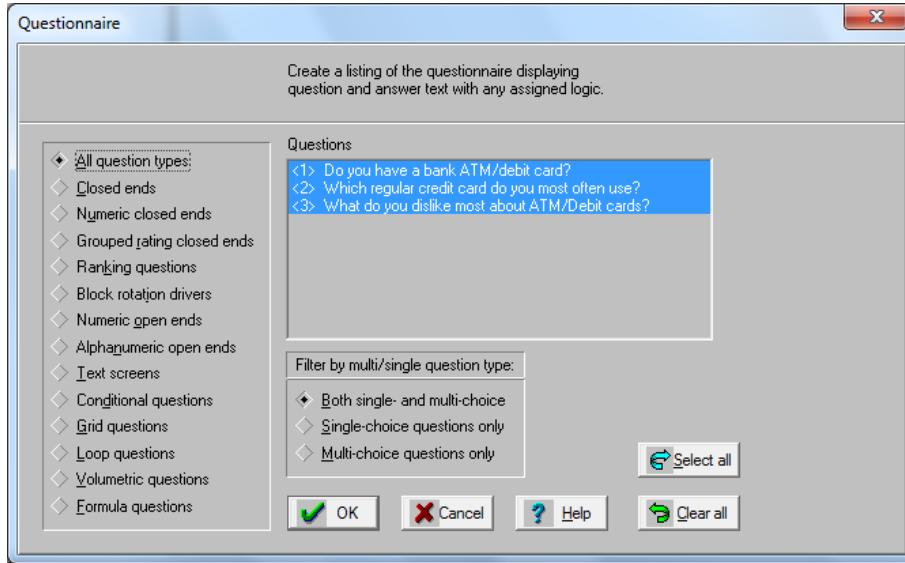 Questionnaire
Create a listing of the questionnaire displaying
question and answer text with any assigned logic.
All question types:
Closed ends
Numeric closed ends
Grouped rating closed ends
Ranking questions
Block rotation drivers
Numeric open ends
Alphanumeric open ends
Text screens
Conditional questions
Grid questions
Loop questions
Volumetric questions
Formula questions
Questions
<1> Do you have a bank ATM/debit card?
<2> Which regular credit card do you most often use?
<3> What do you dislike most about ATM/Debit cards?
Filter by multi/single question type:
Both single- and multi-choice
Single-choice questions only
Multi-choice questions only
Select all
OK
Cancel
Help
Clear all